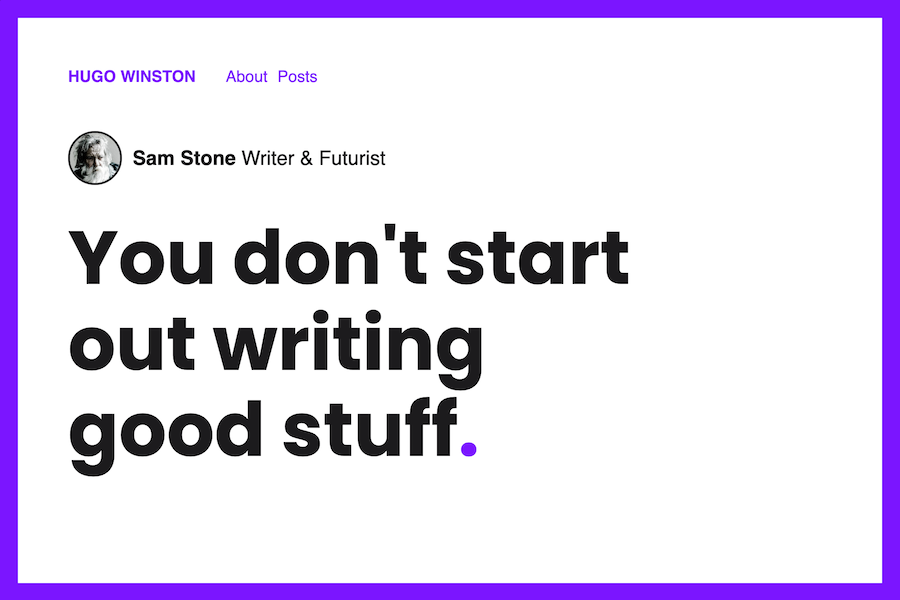 HUGO WINSTON About Posts
Sam Stone Writer & Futurist
You don't start
out writing
good stuff.